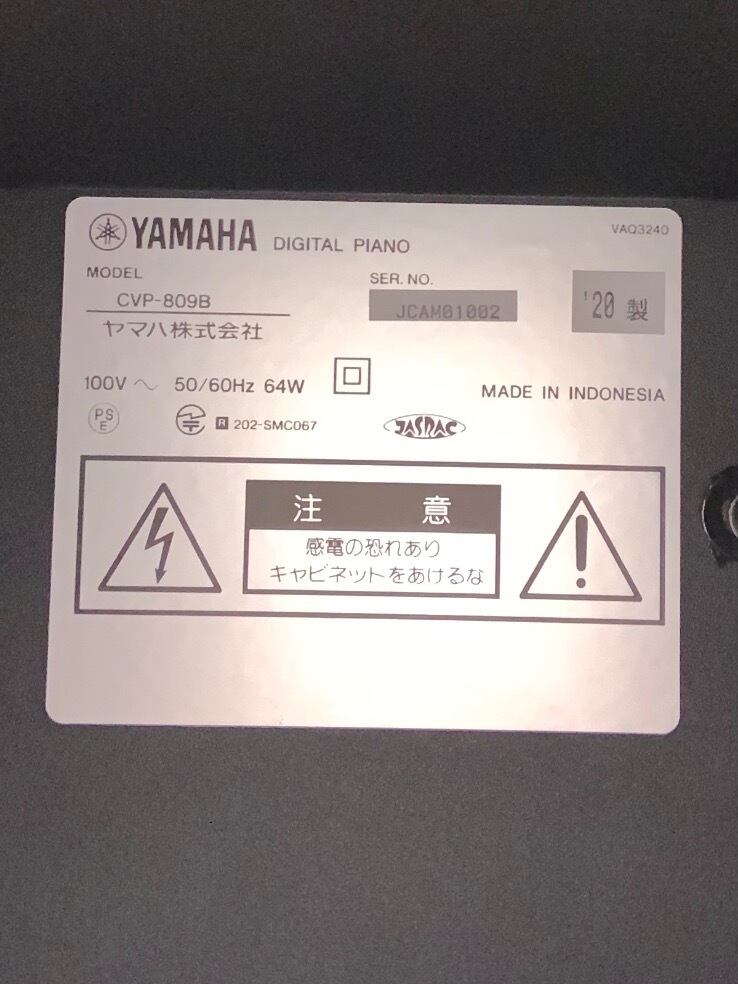 YAMAHA DIGITAL PIANO
VAQ3240
MODEL
CVP-809B
ヤマハ株式会社
SER. NO.
JCAM01002
'20 製
100V ～ 50/60Hz 64W
MADE IN INDONESIA
PS
E
R 202-SMC067
JASRAC
注 意
感電の恐れあり
キャビネットをあけるな